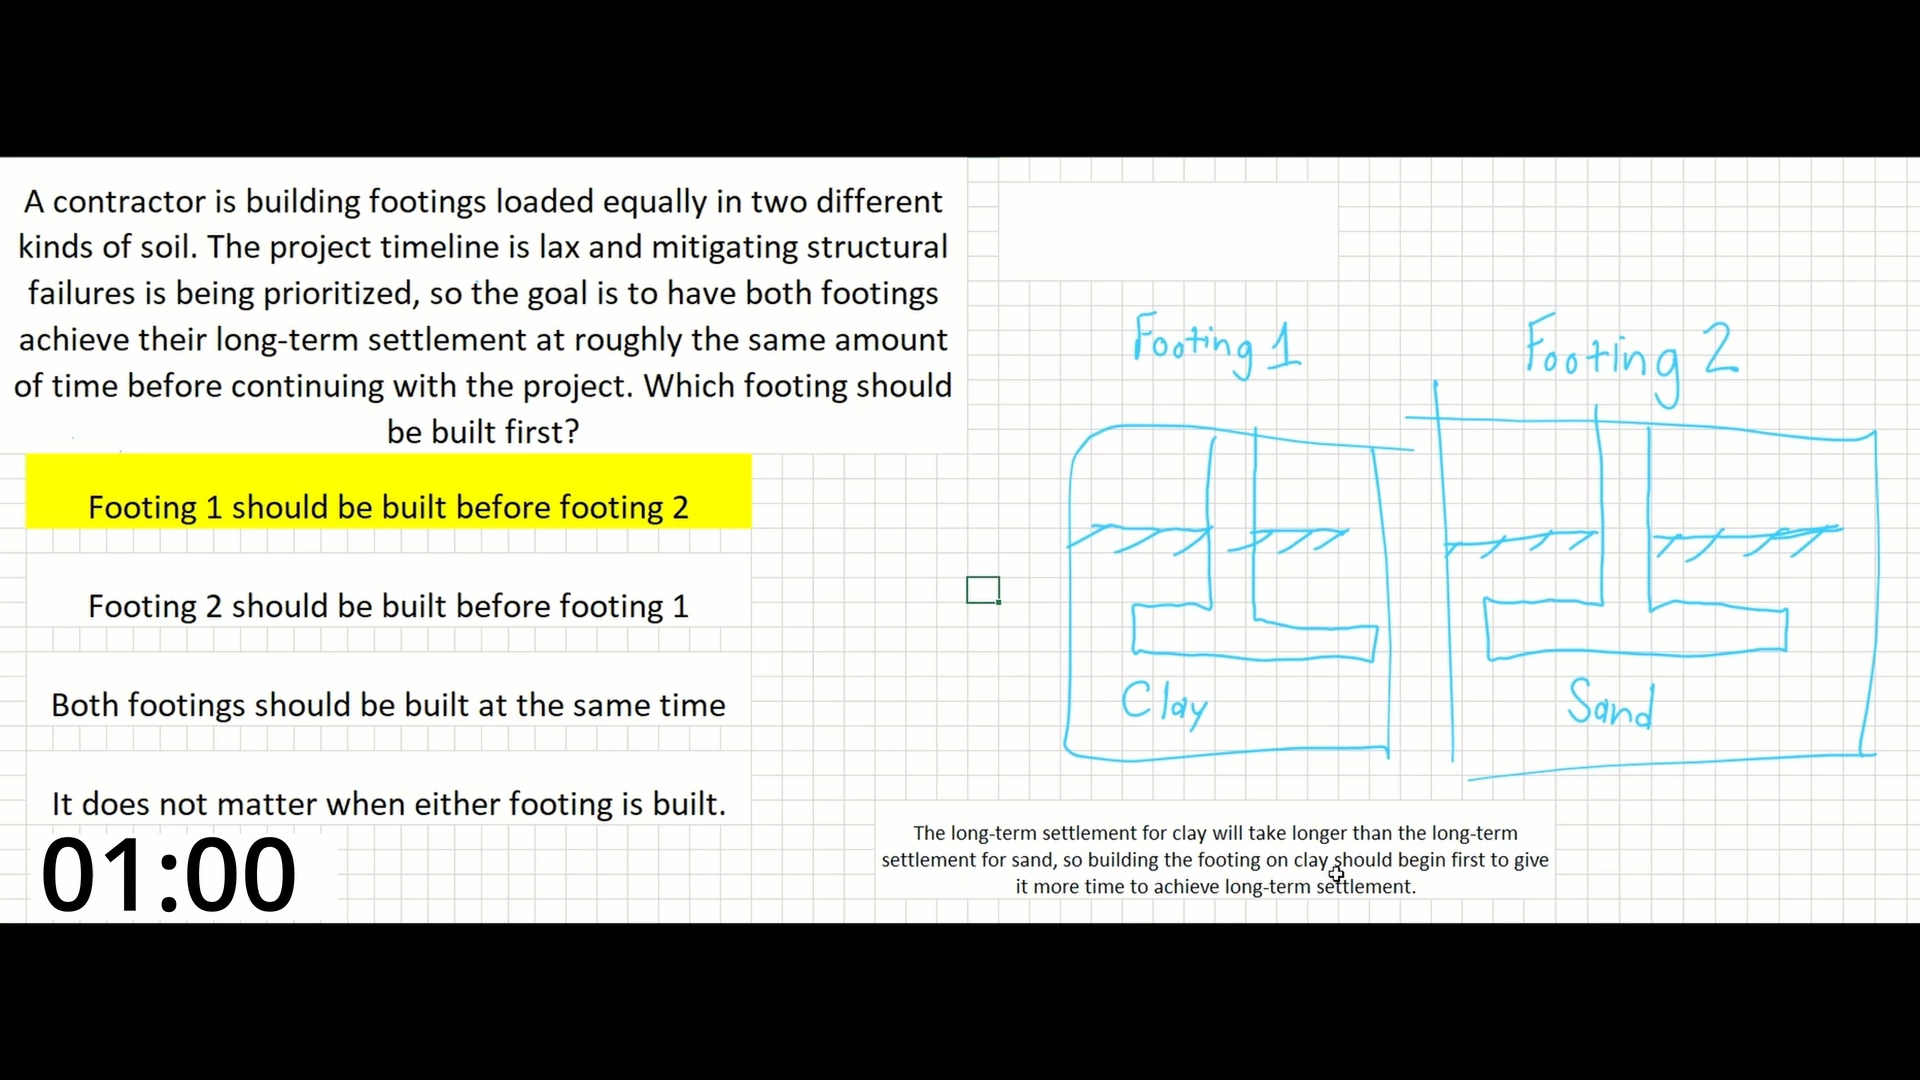 A contractor is building footings loaded equally in two different
kinds of soil. The project timeline is lax and mitigating structural
failures is being prioritized, so the goal is to have both footings
achieve their long-term settlement at roughly the same amount
of time before continuing with the project. Which footing should
be built first?
Footing 1 should be built before footing 2
Footing 2 should be built before footing 1
Both footings should be built at the same time
It does not matter when either footing is built.
01:00
Footing 1
Footing 2
Clay
Sand
The long-term settlement for clay will take longer than the long-term
settlement for sand, so building the footing on clay should begin first to give
it more time to achieve long-term settlement.